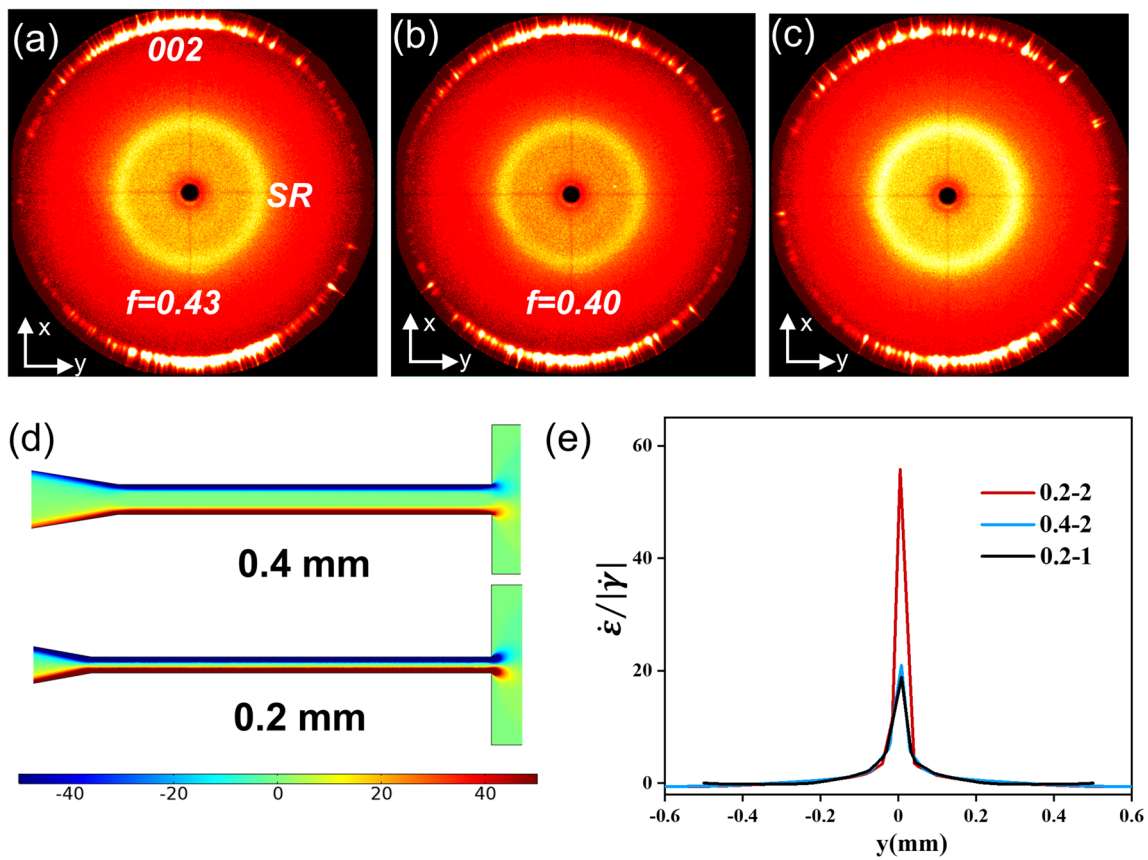 (a)
002
SR
f=0.43
x
y
(b)
f=0.40
x
y
(c)
x
y
(d)
0.4 mm
0.2 mm
-40
-20
0
20
40
(e)
60
40
20
0
ε̇/|γ̇|
0.2-2
0.4-2
0.2-1
-0.6
-0.4
-0.2
0
0.2
0.4
0.6
y(mm)